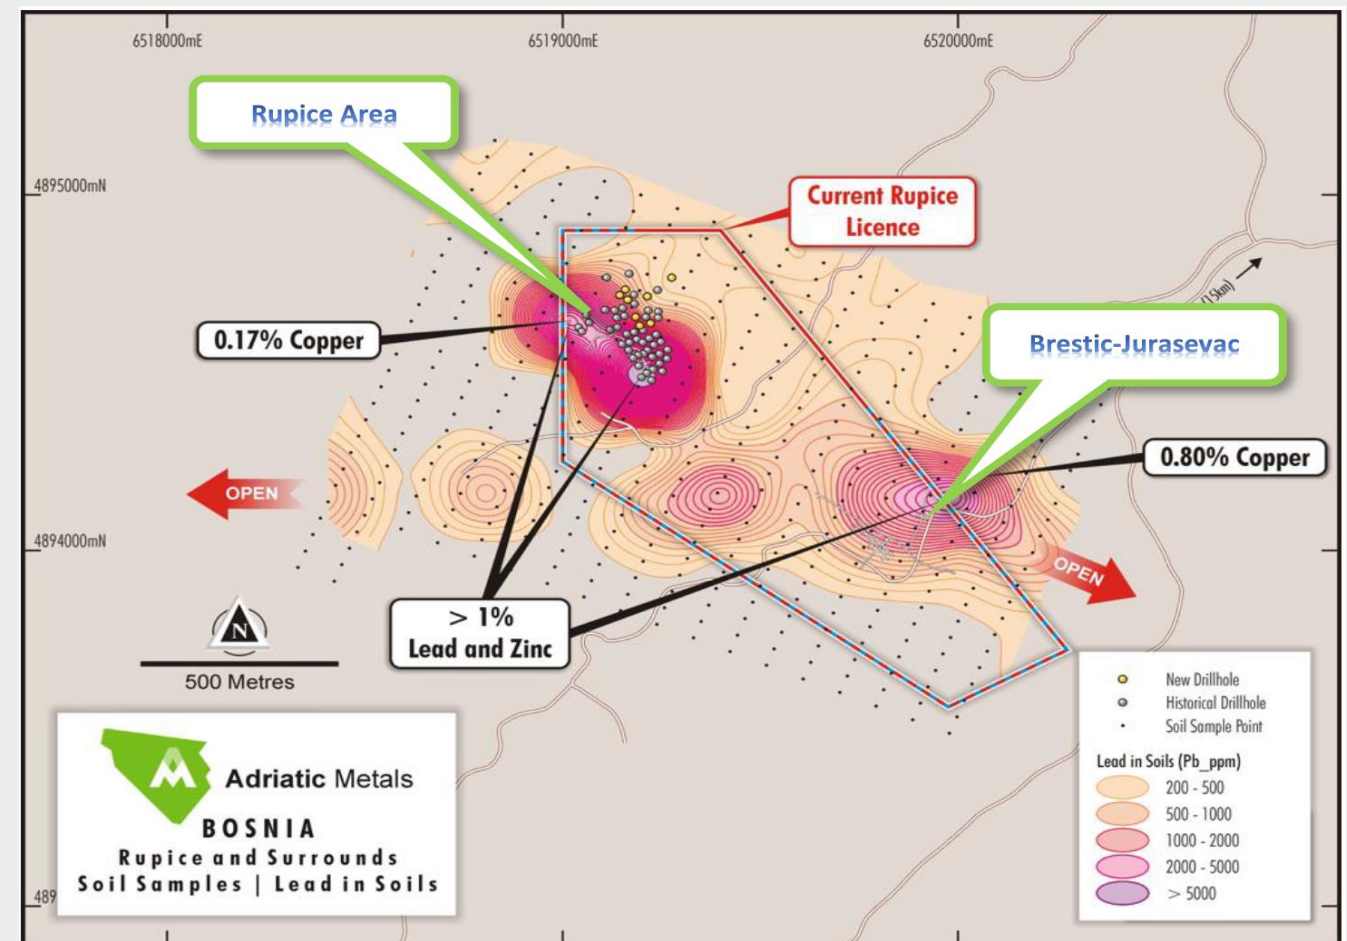 6518000mE
6519000mE
6520000mE
Rupice Area
4895000mN
Current Rupice
Licence
0.17% Copper
Brestic-Jurasevac
0.80% Copper
OPEN
4894000mN
OPEN
> 1%
Lead and Zinc
N
500 Metres
New Drillhole
Historical Drillhole
Soil Sample Point
Lead in Soils (Pb_ppm)
200 - 500
500 - 1000
1000 - 2000
2000 - 5000
> 5000
Adriatic Metals
BOSNIA
Rupice and Surrounds
Soil Samples | Lead in Soils
489